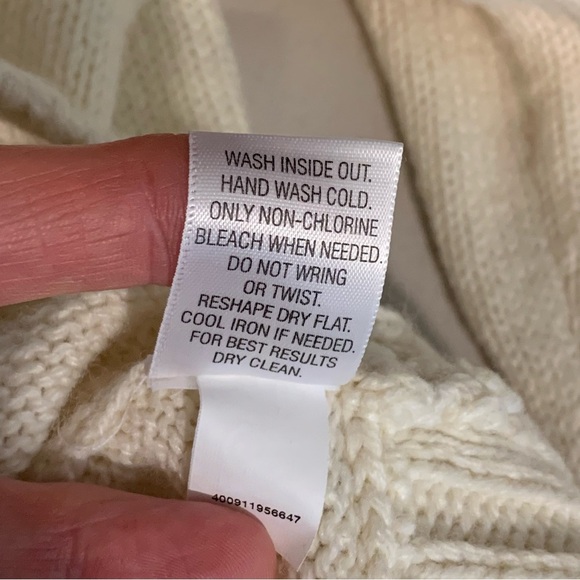 WASH INSIDE OUT.
HAND WASH COLD.
ONLY NON-CHLORINE
BLEACH WHEN NEEDED.
DO NOT WRING
OR TWIST.
RESHAPE DRY FLAT.
COOL IRON IF NEEDED.
FOR BEST RESULTS
DRY CLEAN.
400911956647